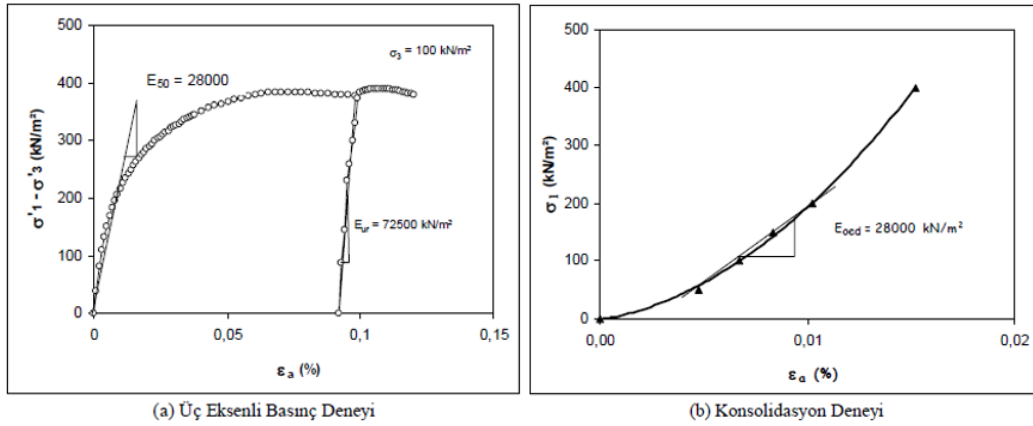 500
400
300
200
100
0
σ'1 - σ'3 (kN/m²)
σ3 = 100 kN/m²
E50 = 28000
Eur = 72500 kN/m²
0
0,05
0,1
0,15
εa (%)
(a) Üç Eksenli Basınç Deneyi
500
400
300
200
100
0
σ1 (kN/m²)
Eoed = 28000 kN/m²
0,00
0,01
0,02
εa (%)
(b) Konsolidasyon Deneyi